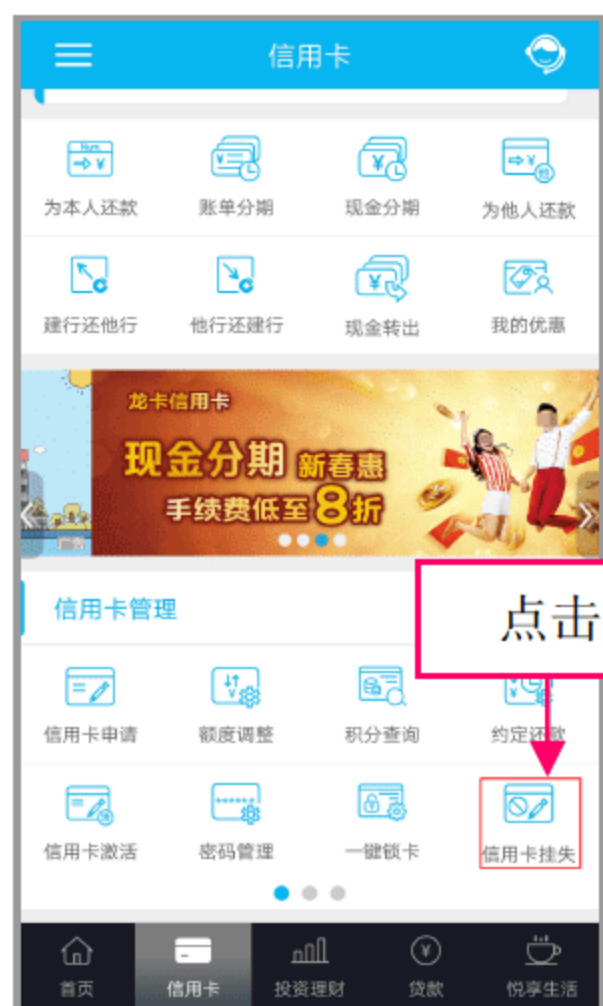 信用卡
Num.
为本人还款 账单分期 现金分期 为他人还款
建行还他行 他行还建行 现金转出 我的优惠
龙卡信用卡
现金分期 新春惠
手续费低至8折
广告
信用卡管理
点击
信用卡申请 额度调整 积分查询 约定还款
信用卡激活 密码管理 一键锁卡 信用卡挂失
首页 信用卡 投资理财 贷款 悦享生活